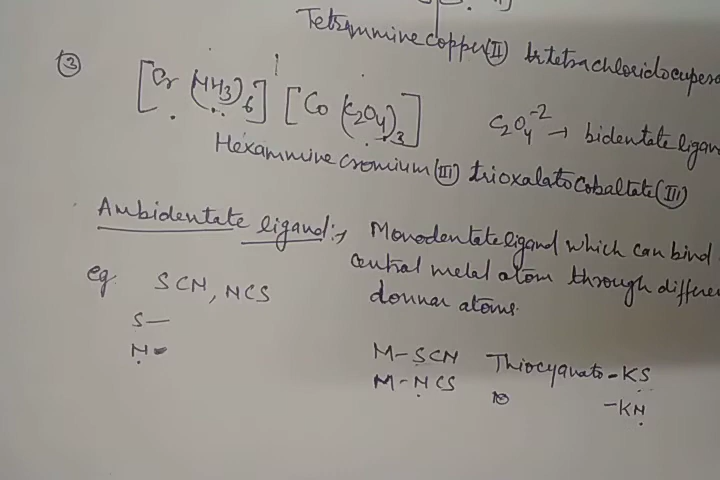 Tetrammine copper(II) tetrachloridocupera
③ [Cr (NH3)6] [Co (C2O4)3] C2O4^-2 → bidentate ligan
Hexammine cromium(III) trioxalato cobaltate(III)
Ambidentate ligand:→ Monodentate ligand which can bind
central metal atom through differe
donnar atoms.
eg SCN, NCS
S—
N-
M-SCN Thiocyanato-KS
M-NCS -KN